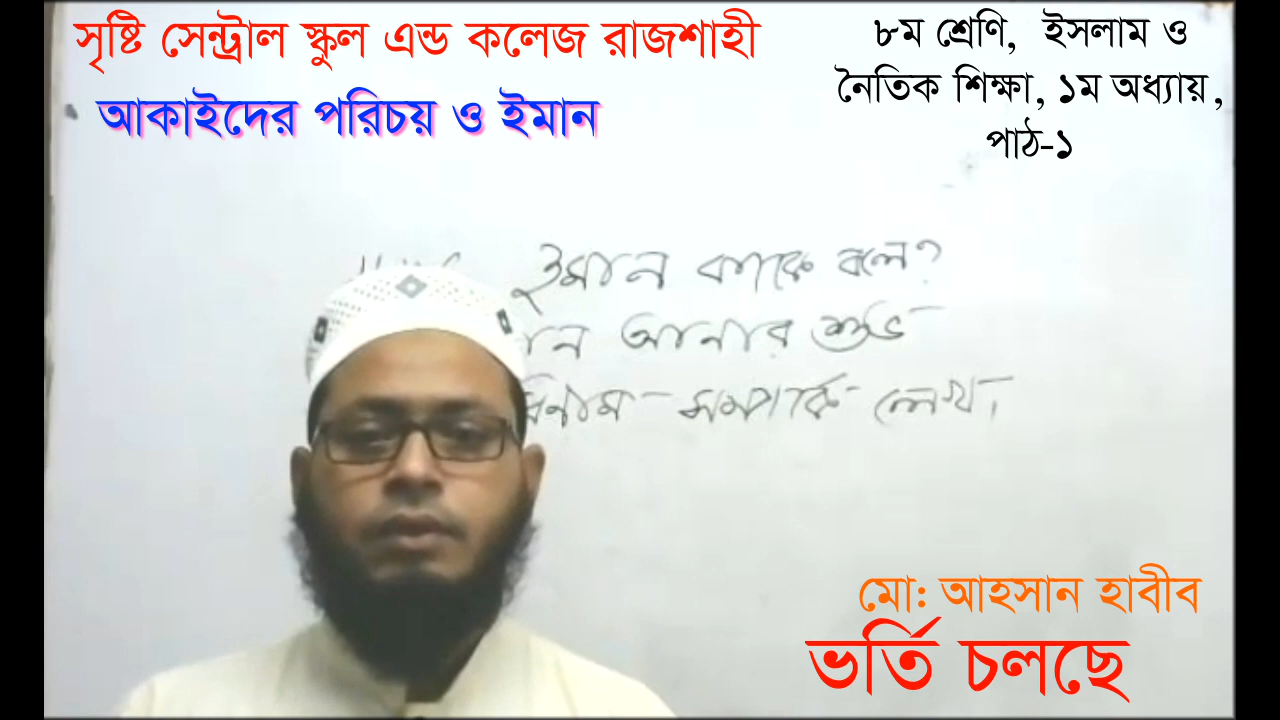 সৃষ্টি সেন্ট্রাল স্কুল এন্ড কলেজ রাজশাহী
আকাইদের পরিচয় ও ইমান
৮ম শ্রেণি, ইসলাম ও
নৈতিক শিক্ষা, ১ম অধ্যায়,
পাঠ-১
ইমান কাকে বলে?
আনার শুভ
সম্পর্কে লেখ।
মো: আহসান হাবীব
ভর্তি চলছে